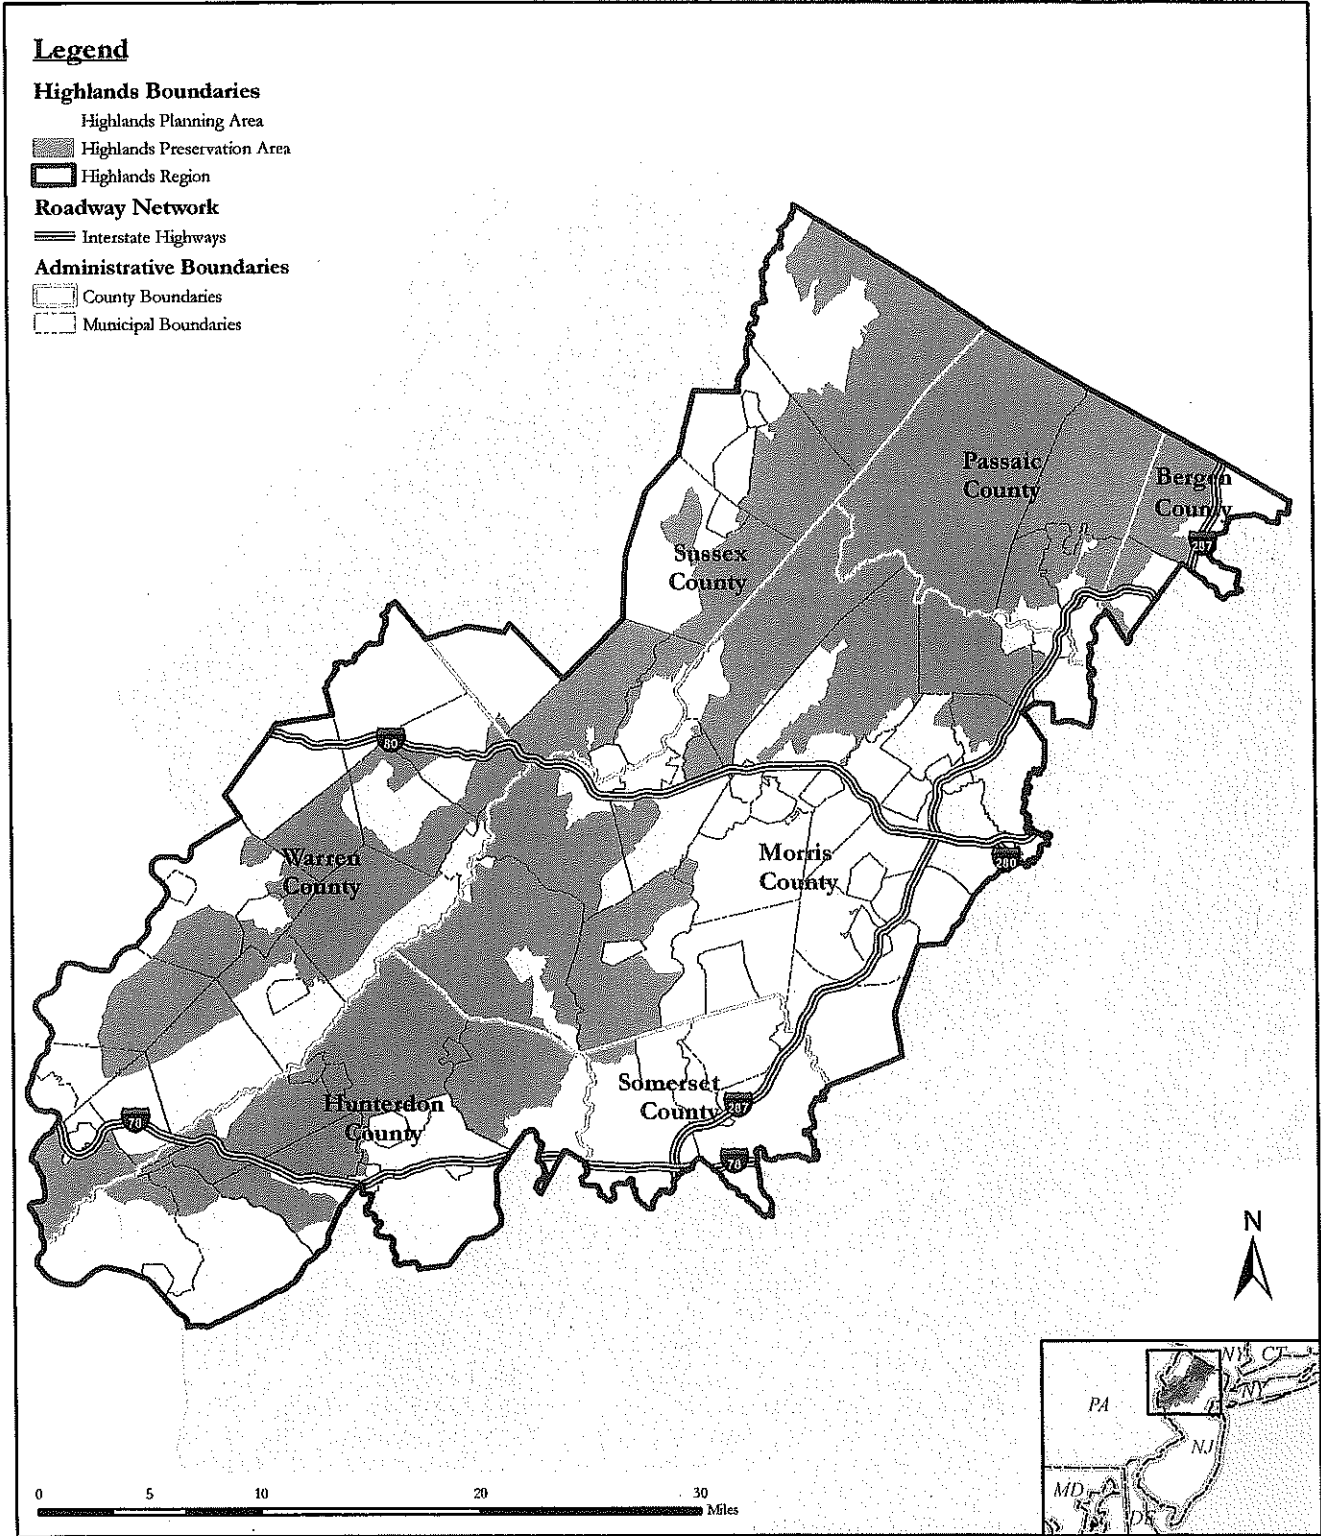 Legend
Highlands Boundaries
Highlands Planning Area
Highlands Preservation Area
Highlands Region
Roadway Network
Interstate Highways
Administrative Boundaries
County Boundaries
Municipal Boundaries
Passaic
County
Bergen
County
287
Sussex
County
80
Warren
County
Morris
County
280
Somerset
County
287
Hunterdon
County
78
78
N
NY CT
NY
PA
NJ
MD
DE
0 5 10 20 30
Miles